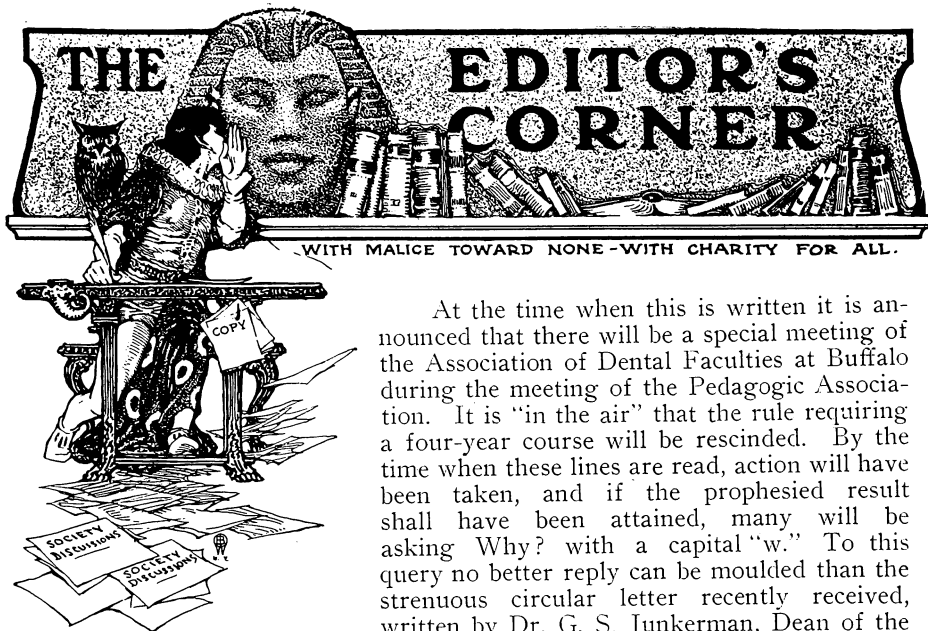 THE EDITOR'S
CORNER
WITH MALICE TOWARD NONE-WITH CHARITY FOR ALL.
COPY
SOCIETY
DISCUSSIONS
SOCIETY
DISCUSSIONS
At the time when this is written it is an-
nounced that there will be a special meeting of
the Association of Dental Faculties at Buffalo
during the meeting of the Pedagogic Associa-
tion. It is "in the air" that the rule requiring
a four-year course will be rescinded. By the
time when these lines are read, action will have
been taken, and if the prophesied result
shall have been attained, many will be
asking Why? with a capital "w." To this
query no better reply can be moulded than the
strenuous circular letter recently received,
written by Dr. G. S. Junkerman, Dean of the